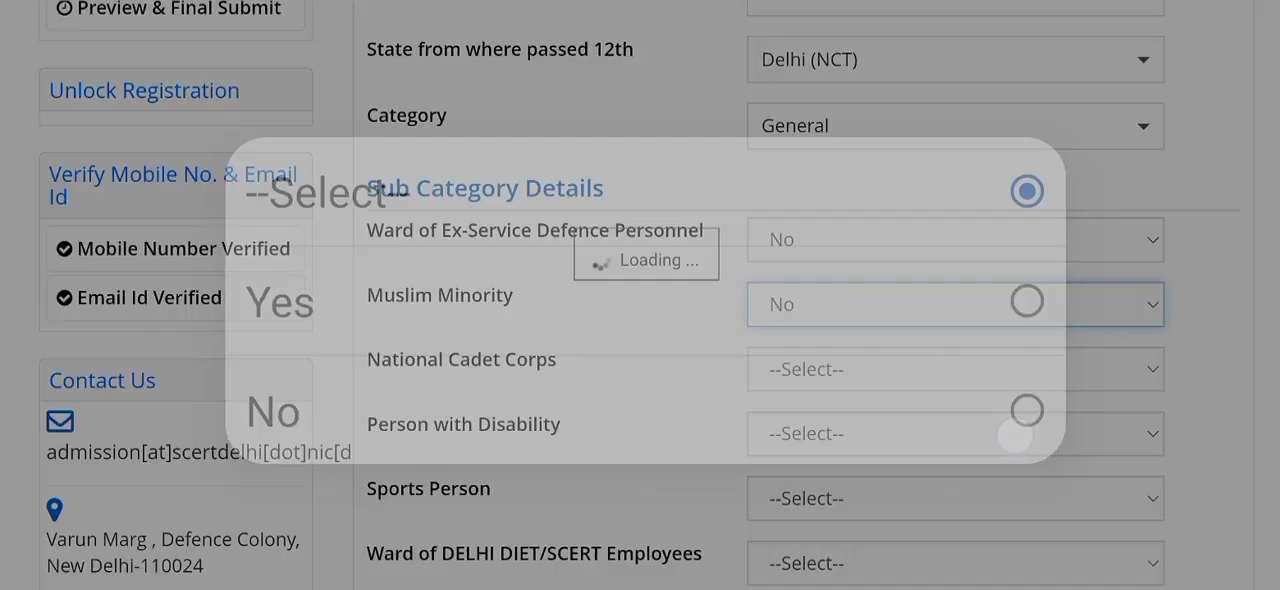 Preview & Final Submit
Unlock Registration
Verify Mobile No. & Email
Id
Mobile Number Verified
Email Id Verified
Contact Us
admission[at]scertdelhi[dot]nic[d
Varun Marg , Defence Colony,
New Delhi-110024
State from where passed 12th
Delhi (NCT)
Category
General
Sub Category Details
Ward of Ex-Service Defence Personnel
No
Muslim Minority
No
National Cadet Corps
--Select--
Person with Disability
--Select--
Sports Person
--Select--
Ward of DELHI DIET/SCERT Employees
--Select--
--Select--
Yes
No
Loading ...